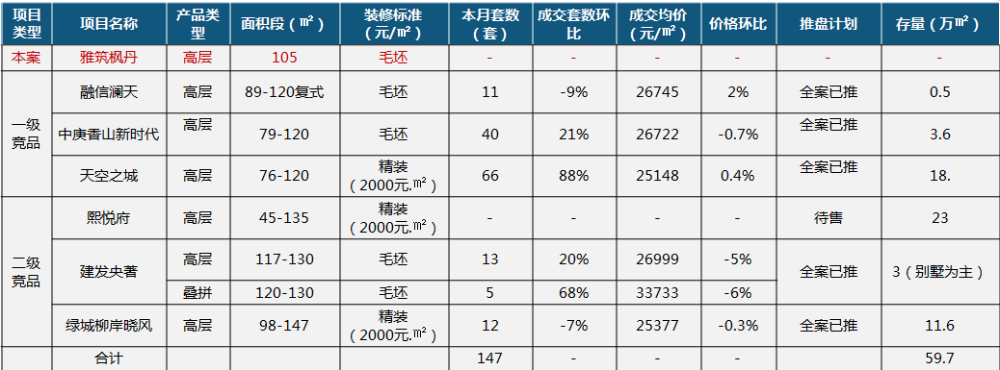 项目类型 项目名称 产品类型 面积段（㎡） 装修标准（元/㎡） 本月套数（套） 成交套数环比 成交均价（元/㎡） 价格环比 推盘计划 存量（万㎡）
本案 雅筑枫丹 高层 105 毛坯 - - - - - -
一级竞品 融信澜天 高层 89-120复式 毛坯 11 -9% 26745 2% 全案已推 0.5
中庚香山新时代 高层 79-120 毛坯 40 21% 26722 -0.7% 全案已推 3.6
天空之城 高层 76-120 精装（2000元.㎡） 66 88% 25148 0.4% 全案已推 18.
二级竞品 熙悦府 高层 45-135 精装（2000元.㎡） - - - - 待售 23
建发央著 高层 117-130 毛坯 13 20% 26999 -5% 全案已推 3（别墅为主）
叠拼 120-130 毛坯 5 68% 33733 -6%
绿城柳岸晓风 高层 98-147 精装（2000元.㎡） 12 -7% 25377 -0.3% 全案已推 11.6
合计 147 - - - 59.7